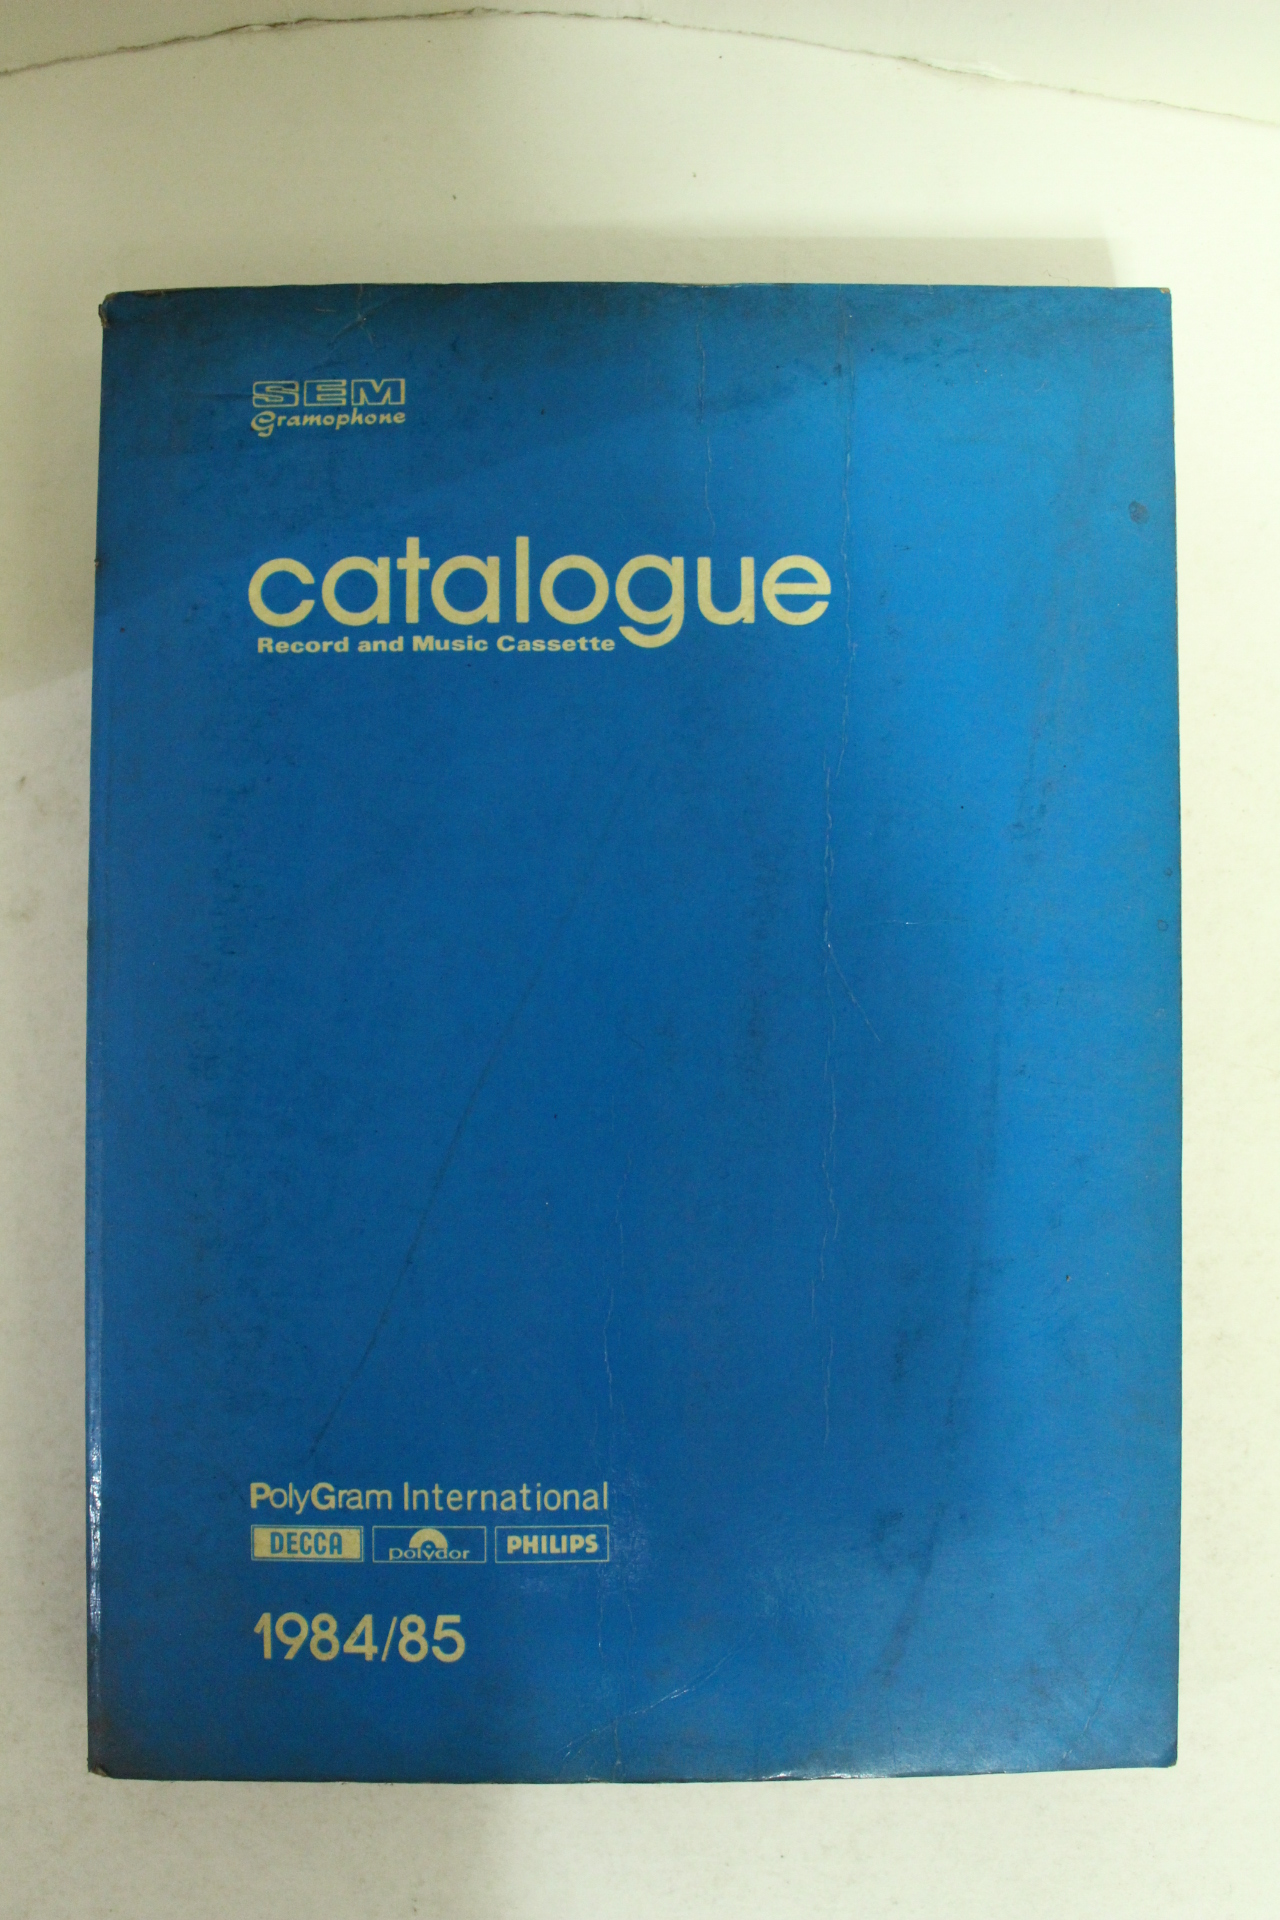 SEM
Gramophone
catalogue
Record and Music Cassette
PolyGram International
DECCA polydor PHILIPS
1984/85